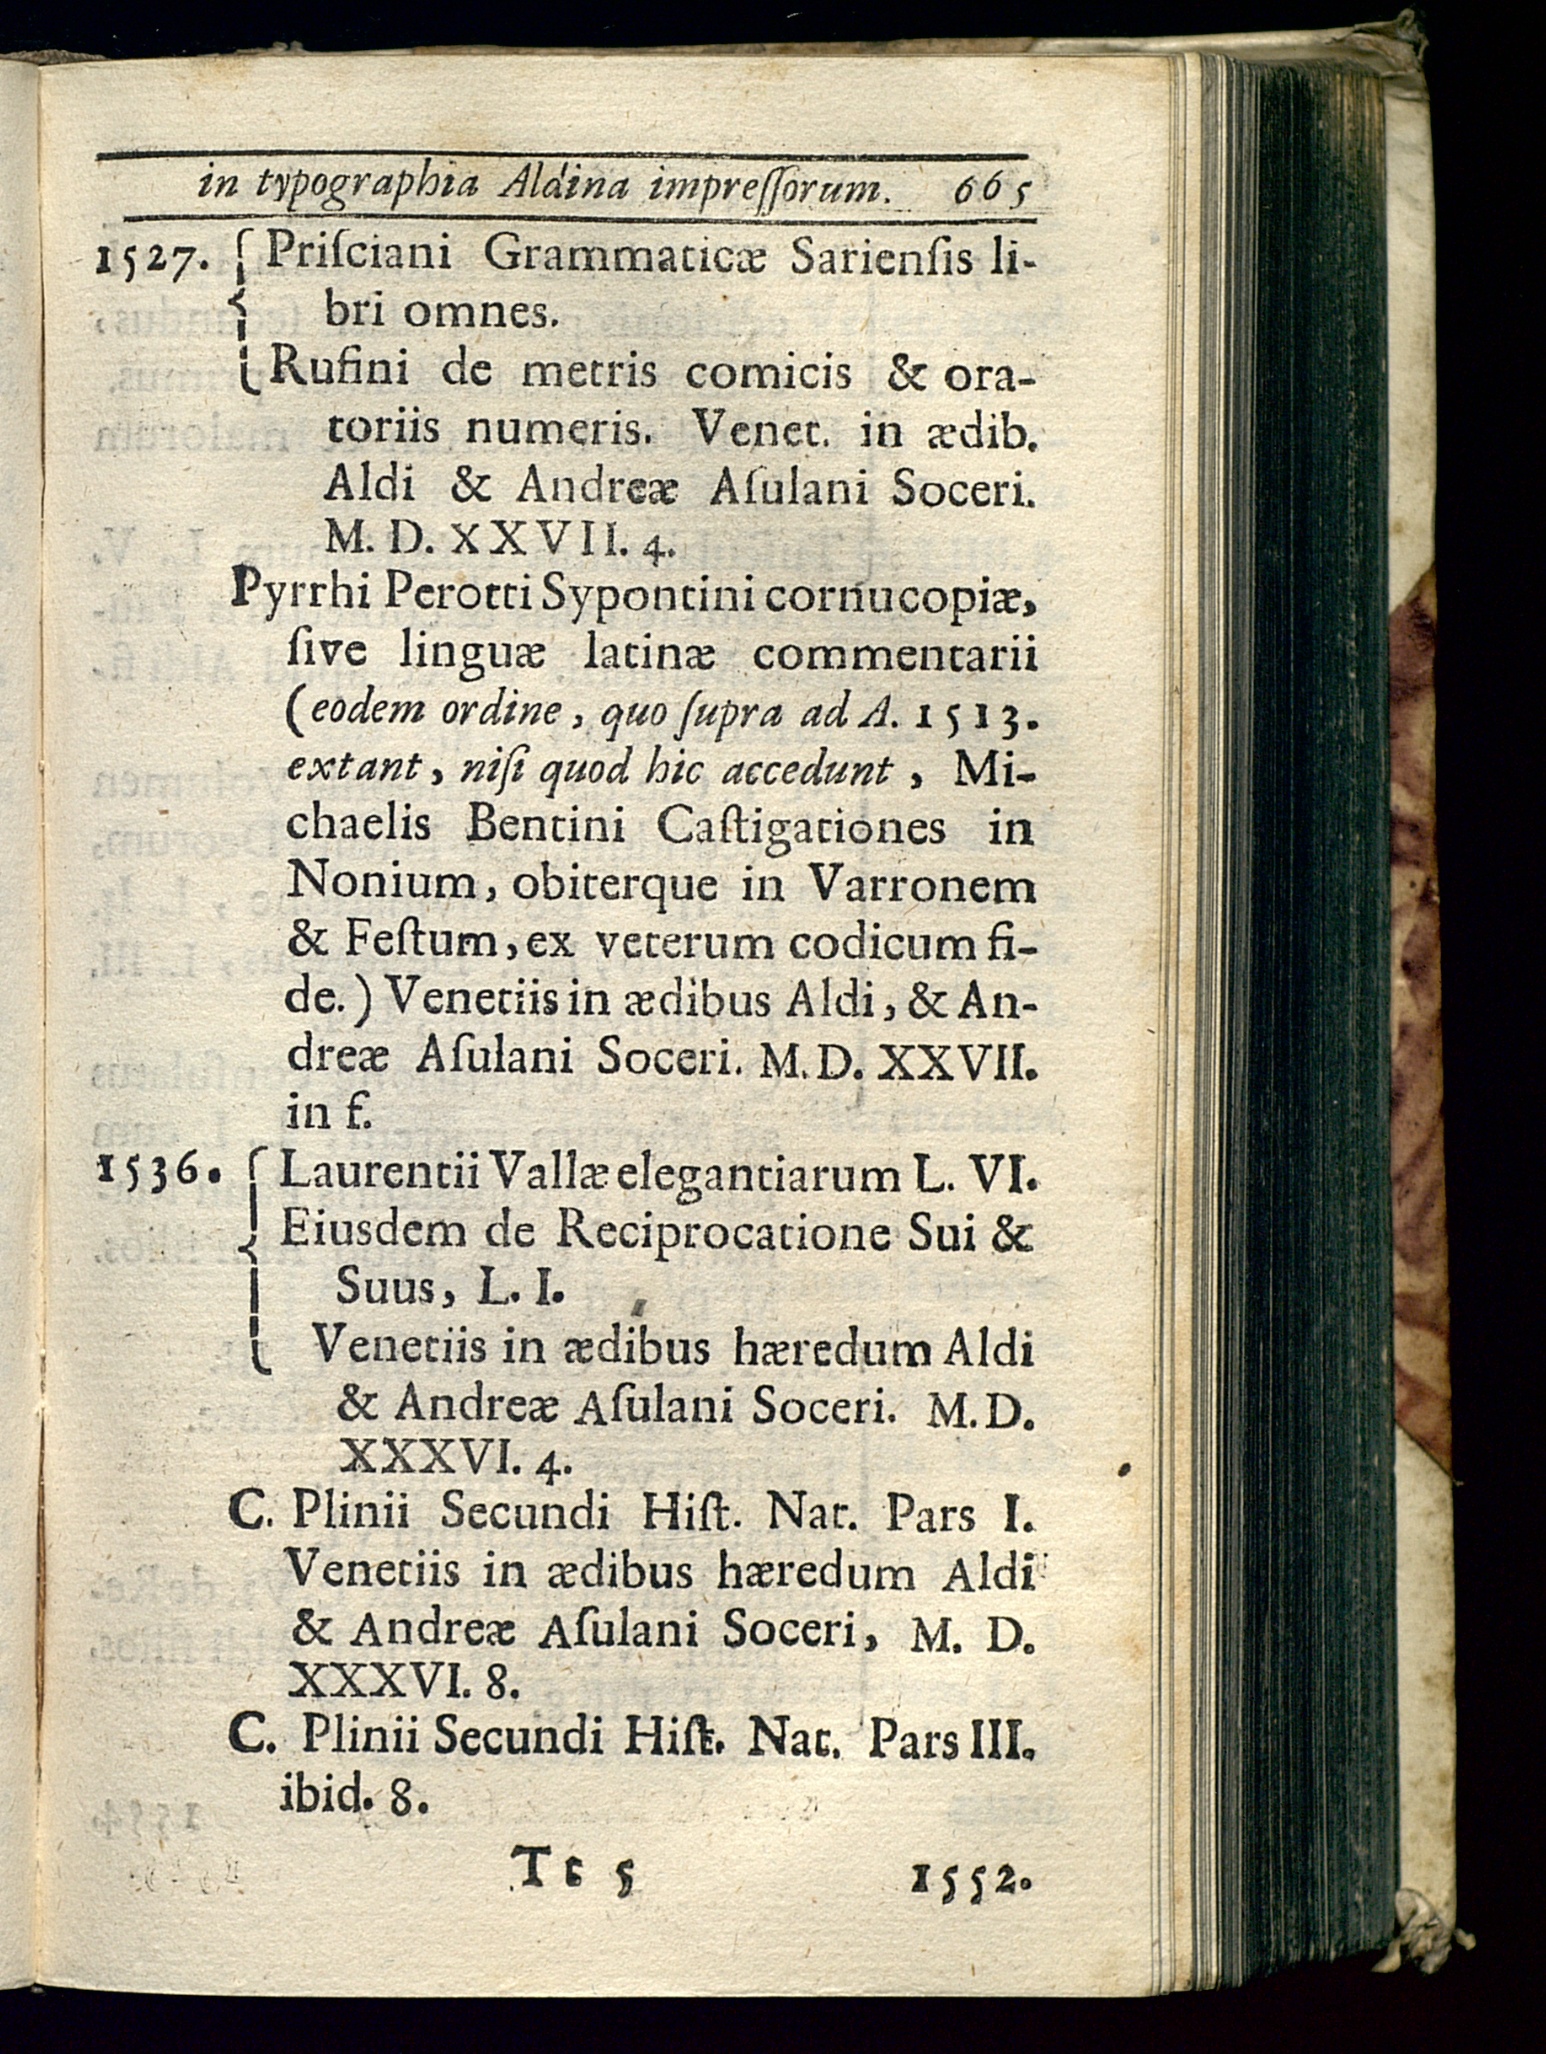 in typographia Aldina impreſſorum. 665
1527. { Priſciani Grammaticæ Sarienſis li-
bri omnes.
Rufini de metris comicis & ora-
toriis numeris. Venet. in ædib.
Aldi & Andreæ Aſulani Soceri.
M. D. XXVII. 4.
Pyrrhi Perotti Sypontini cornucopiæ,
ſive linguæ latinæ commentarii
(eodem ordine, quo ſupra ad A. 1513.
extant, niſi quod hic accedunt, Mi-
chaelis Bentini Caſtigationes in
Nonium, obiterque in Varronem
& Feſtum, ex veterum codicum fi-
de.) Venetiis in ædibus Aldi, & An-
dreæ Aſulani Soceri. M. D. XXVII.
in f.
1536. { Laurentii Vallæ elegantiarum L. VI.
Eiusdem de Reciprocatione Sui &
Suus, L. I.
Venetiis in ædibus hæredum Aldi
& Andreæ Aſulani Soceri. M. D.
XXXVI. 4.
C. Plinii Secundi Hiſt. Nat. Pars I.
Venetiis in ædibus hæredum Aldi
& Andreæ Aſulani Soceri, M. D.
XXXVI. 8.
C. Plinii Secundi Hiſt. Nat. Pars III.
ibid. 8.
Tt 5 1552.